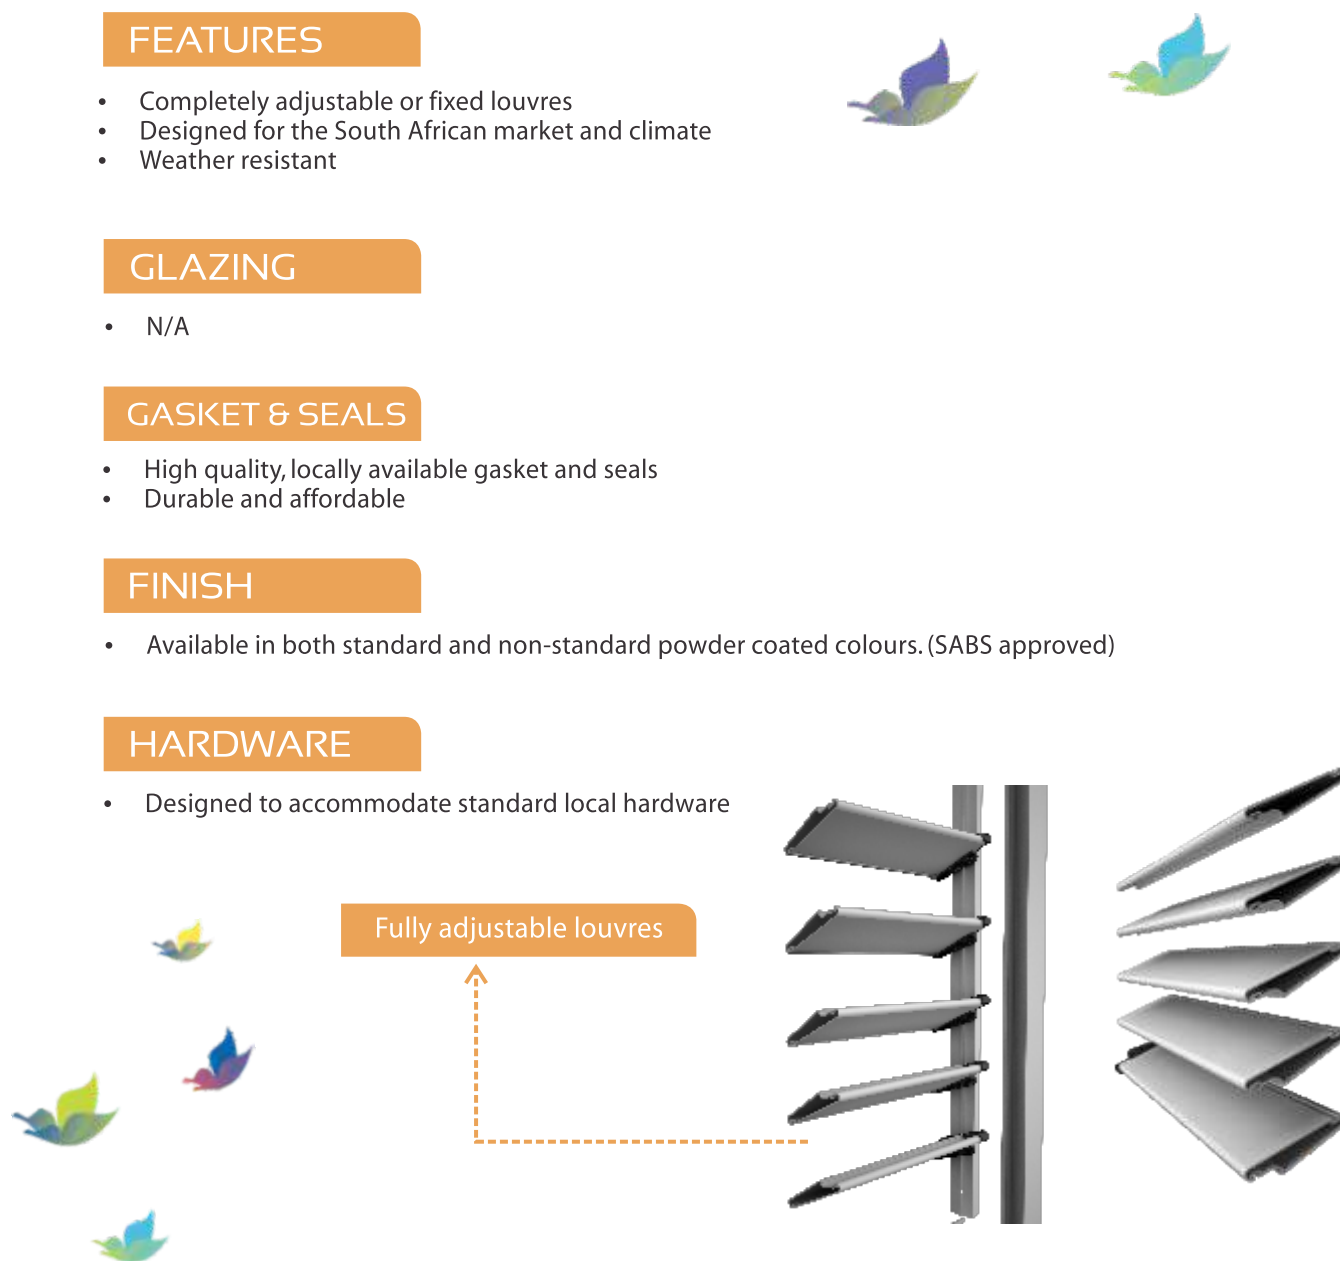 FEATURES
• Completely adjustable or fixed louvres
• Designed for the South African market and climate
• Weather resistant
GLAZING
• N/A
GASKET & SEALS
• High quality, locally available gasket and seals
• Durable and affordable
FINISH
• Available in both standard and non-standard powder coated colours. (SABS approved)
HARDWARE
• Designed to accommodate standard local hardware
Fully adjustable louvres